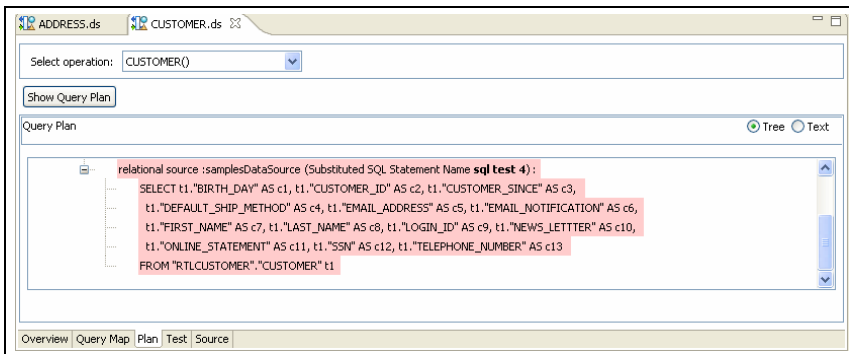 ADDRESS.ds CUSTOMER.ds
Select operation: CUSTOMER()
Show Query Plan
Query Plan Tree Text
relational source :samplesDataSource (Substituted SQL Statement Name sql test 4) :
SELECT t1."BIRTH_DAY" AS c1, t1."CUSTOMER_ID" AS c2, t1."CUSTOMER_SINCE" AS c3,
t1."DEFAULT_SHIP_METHOD" AS c4, t1."EMAIL_ADDRESS" AS c5, t1."EMAIL_NOTIFICATION" AS c6,
t1."FIRST_NAME" AS c7, t1."LAST_NAME" AS c8, t1."LOGIN_ID" AS c9, t1."NEWS_LETTTER" AS c10,
t1."ONLINE_STATEMENT" AS c11, t1."SSN" AS c12, t1."TELEPHONE_NUMBER" AS c13
FROM "RTLCUSTOMER"."CUSTOMER" t1
Overview Query Map Plan Test Source